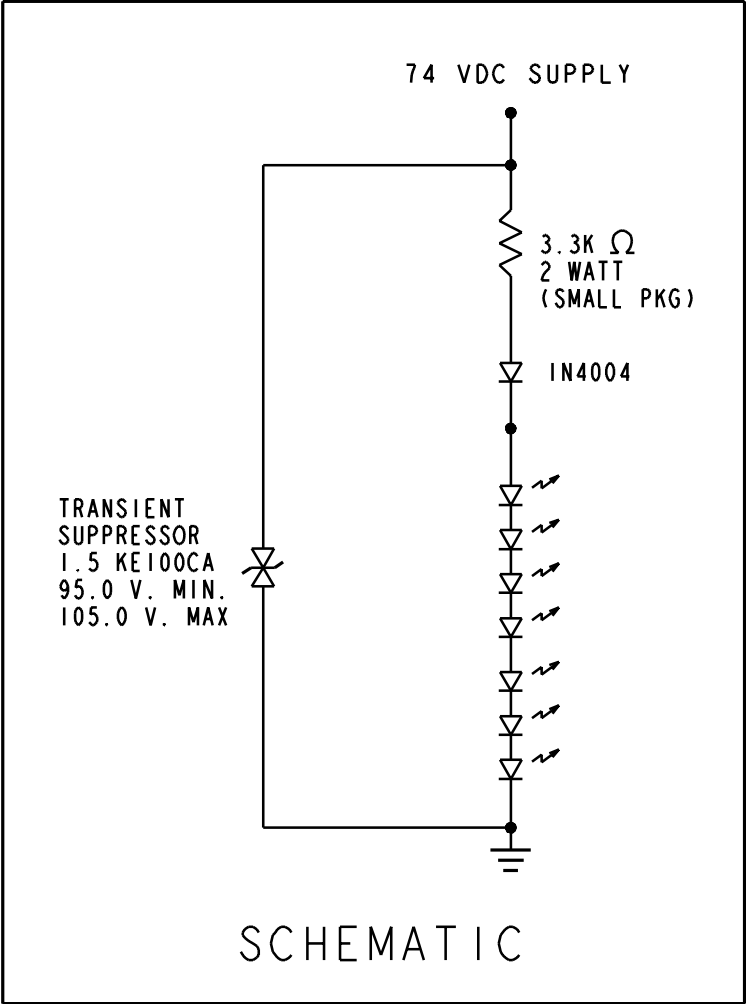 74 VDC SUPPLY
3.3K Ω
2 WATT
(SMALL PKG)
IN4004
TRANSIENT
SUPPRESSOR
1.5 KE100CA
95.0 V. MIN.
105.0 V. MAX
SCHEMATIC